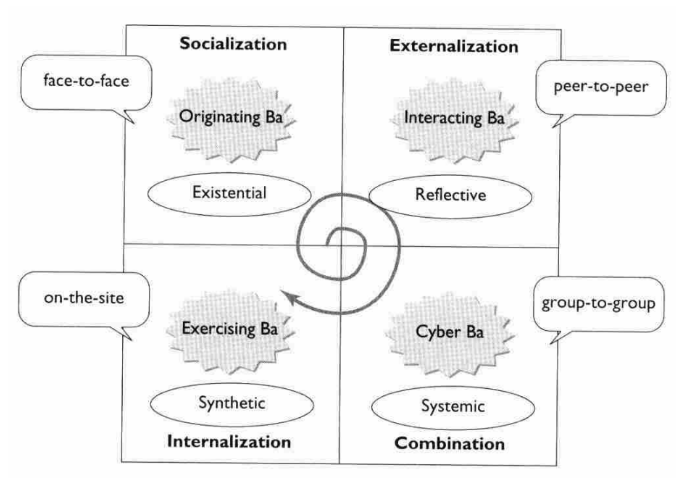 Socialization
Externalization
face-to-face
peer-to-peer
Originating Ba
Interacting Ba
Existential
Reflective
on-the-site
group-to-group
Exercising Ba
Cyber Ba
Synthetic
Systemic
Internalization
Combination